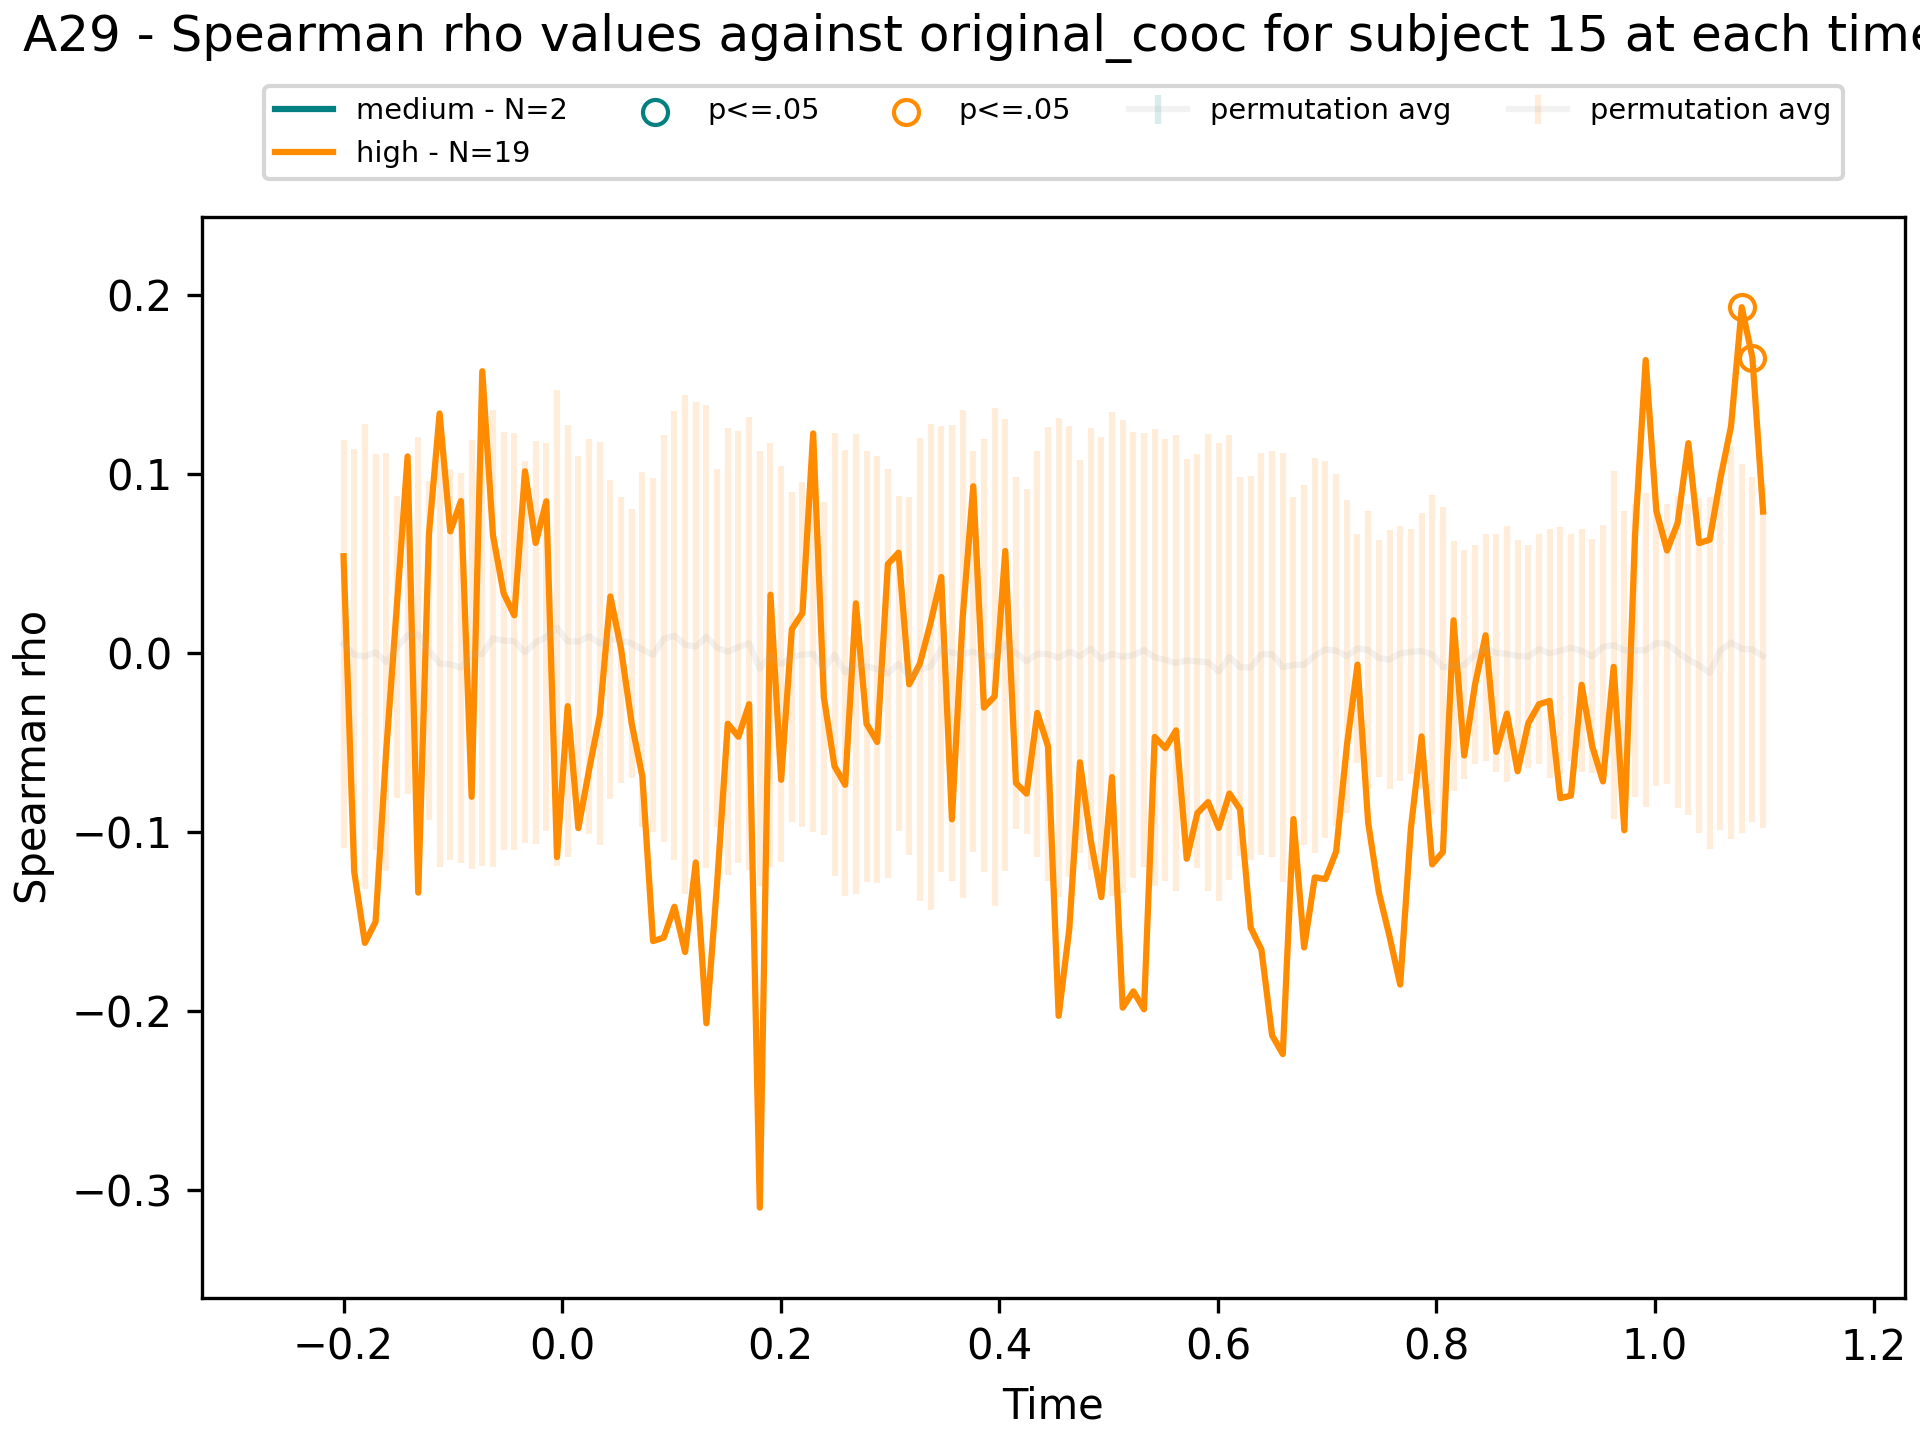 A29 - Spearman rho values against original_cooc for subject 15 at each time
medium - N=2
high - N=19
p<=.05
p<=.05
permutation avg
permutation avg
Spearman rho
0.2
0.1
0.0
−0.1
−0.2
−0.3
−0.2 0.0 0.2 0.4 0.6 0.8 1.0 1.2
Time